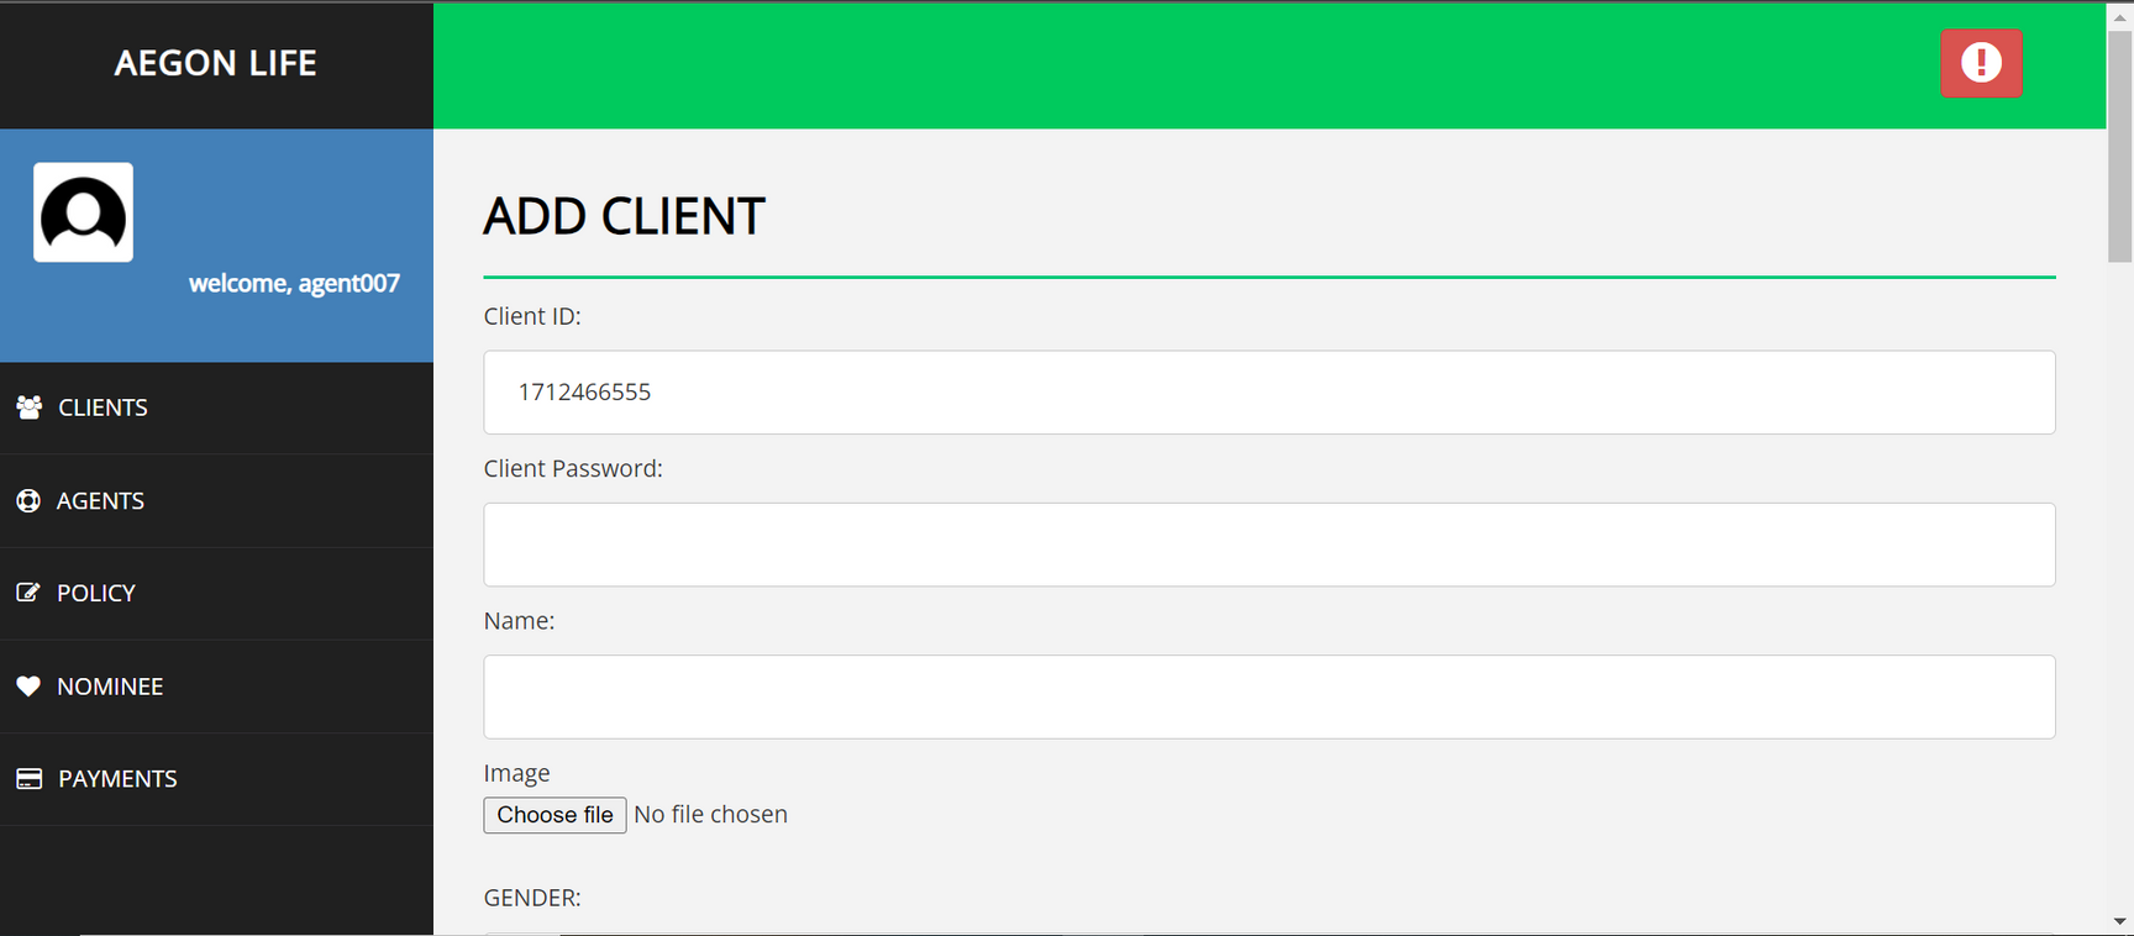 AEGON LIFE
welcome, agent007
CLIENTS
AGENTS
POLICY
NOMINEE
PAYMENTS
ADD CLIENT
Client ID:
1712466555
Client Password:
Name:
Image
Choose file No file chosen
GENDER: